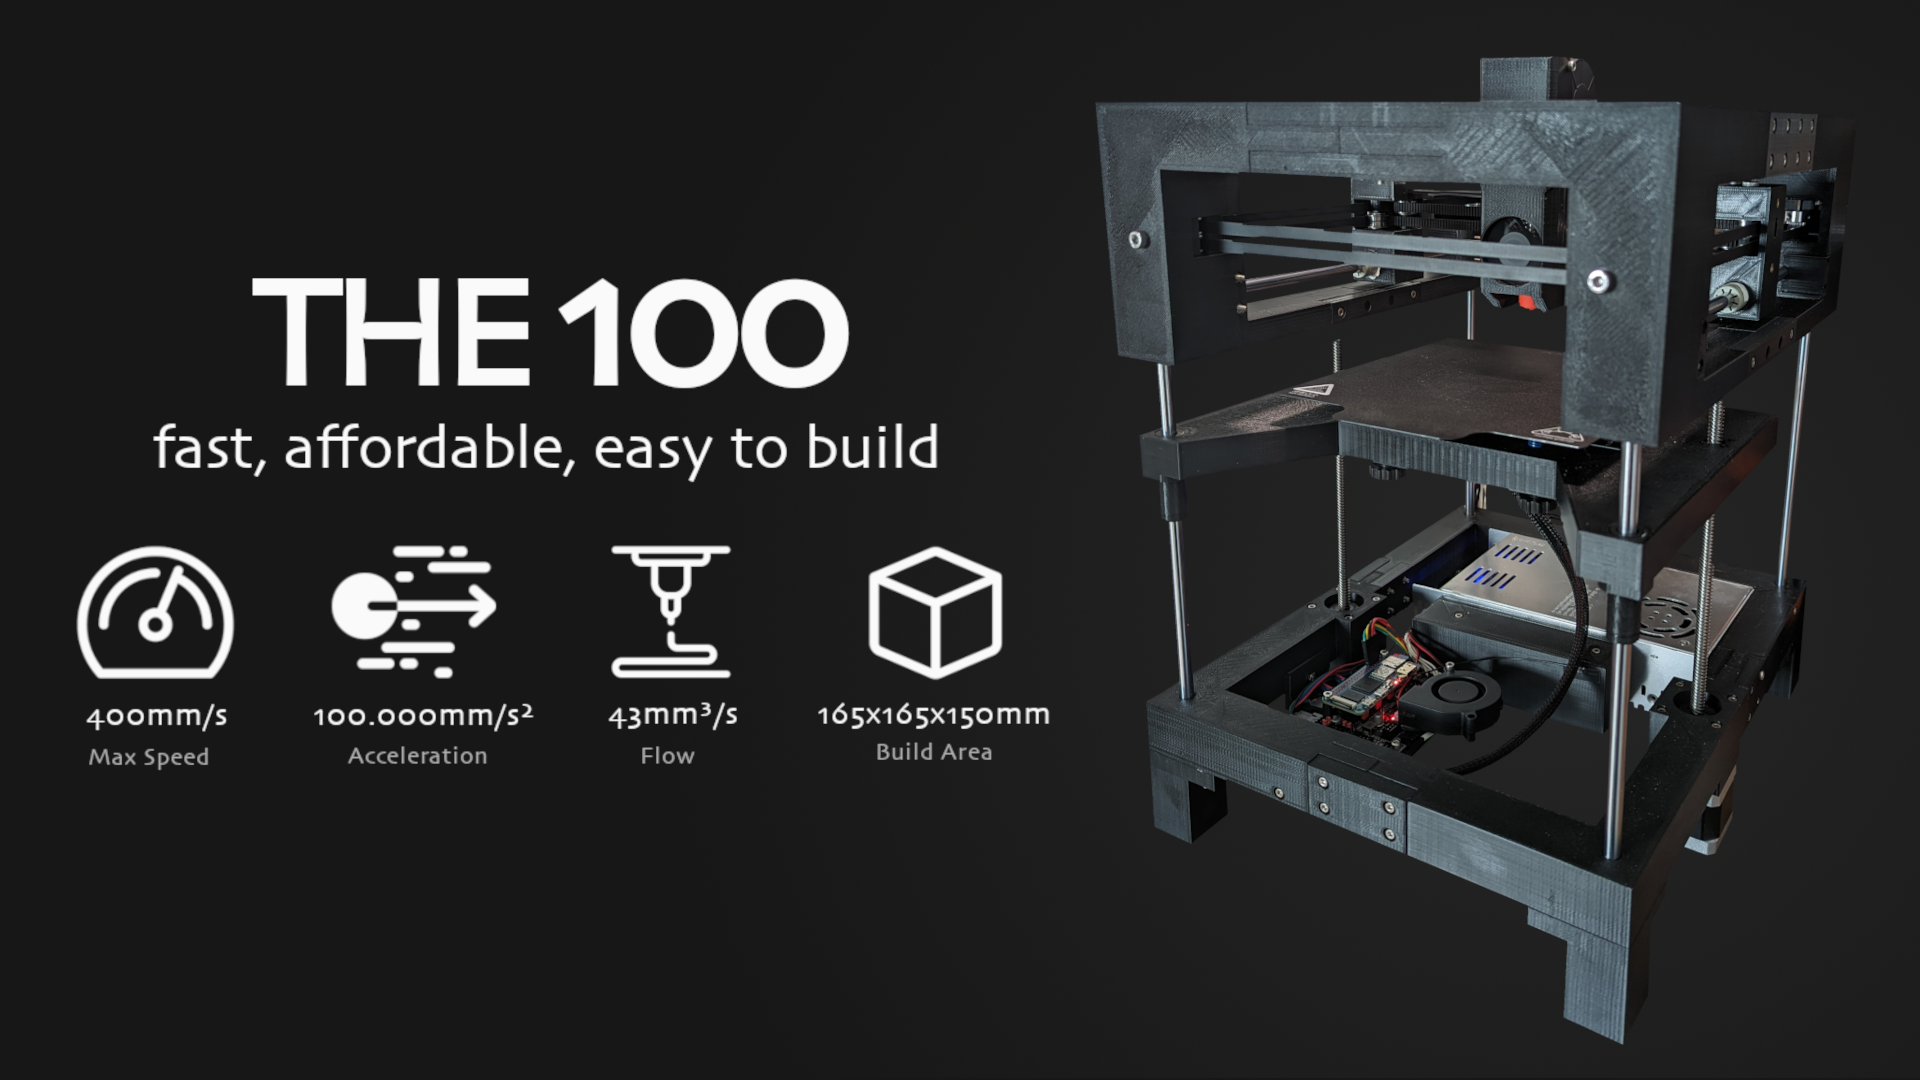 THE 100
fast, affordable, easy to build
400mm/s
Max Speed
100.000mm/s²
Acceleration
43mm³/s
Flow
165x165x150mm
Build Area